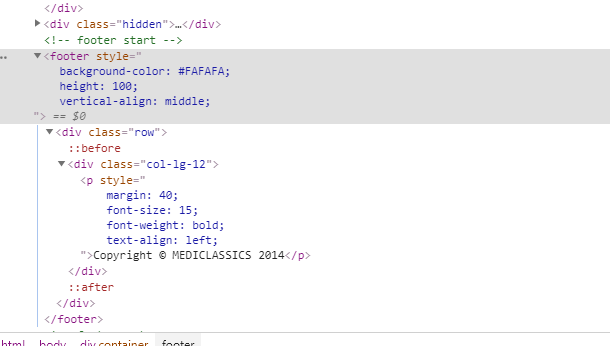 </div>
<div class="hidden">…</div>
<!-- footer start -->
<footer style="
background-color: #FAFAFA;
height: 100;
vertical-align: middle;
"> == $0
<div class="row">
::before
<div class="col-lg-12">
<p style="
margin: 40;
font-size: 15;
font-weight: bold;
text-align: left;
">Copyright © MEDICLASSICS 2014</p>
</div>
::after
</div>
</footer>
html body div.container footer